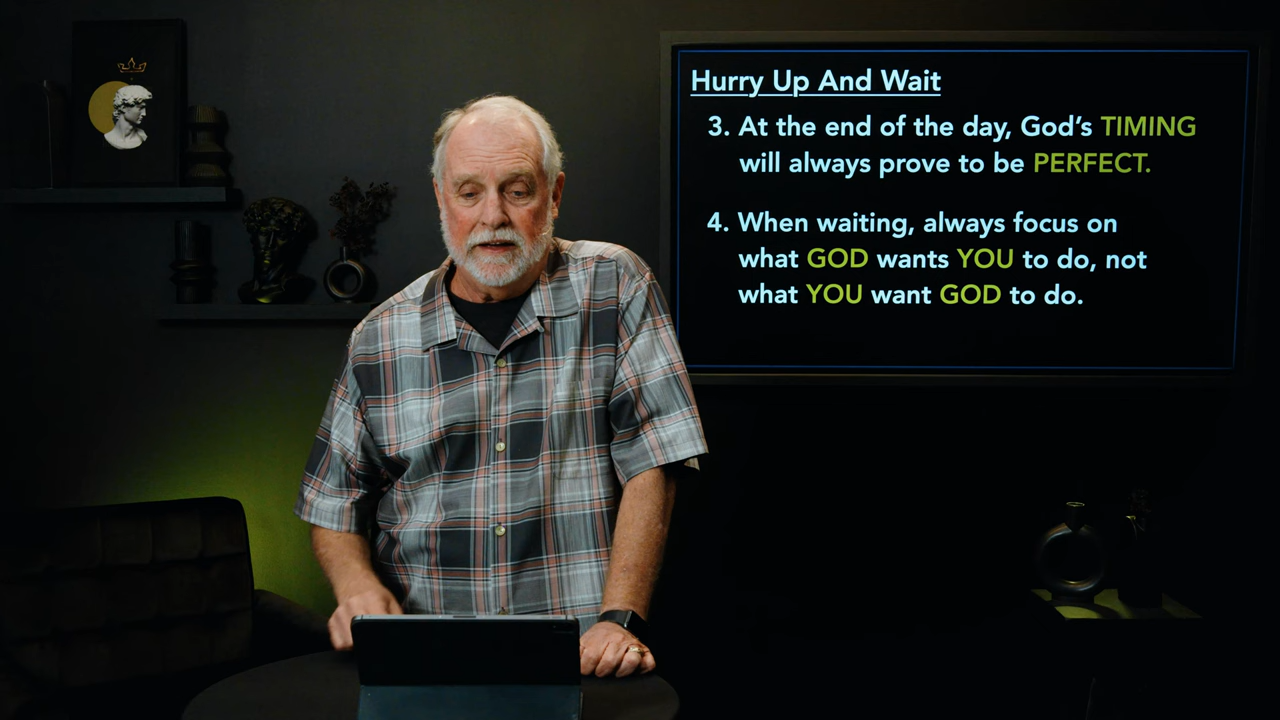 Hurry Up And Wait
3. At the end of the day, God's TIMING
will always prove to be PERFECT.
4. When waiting, always focus on
what GOD wants YOU to do, not
what YOU want GOD to do.